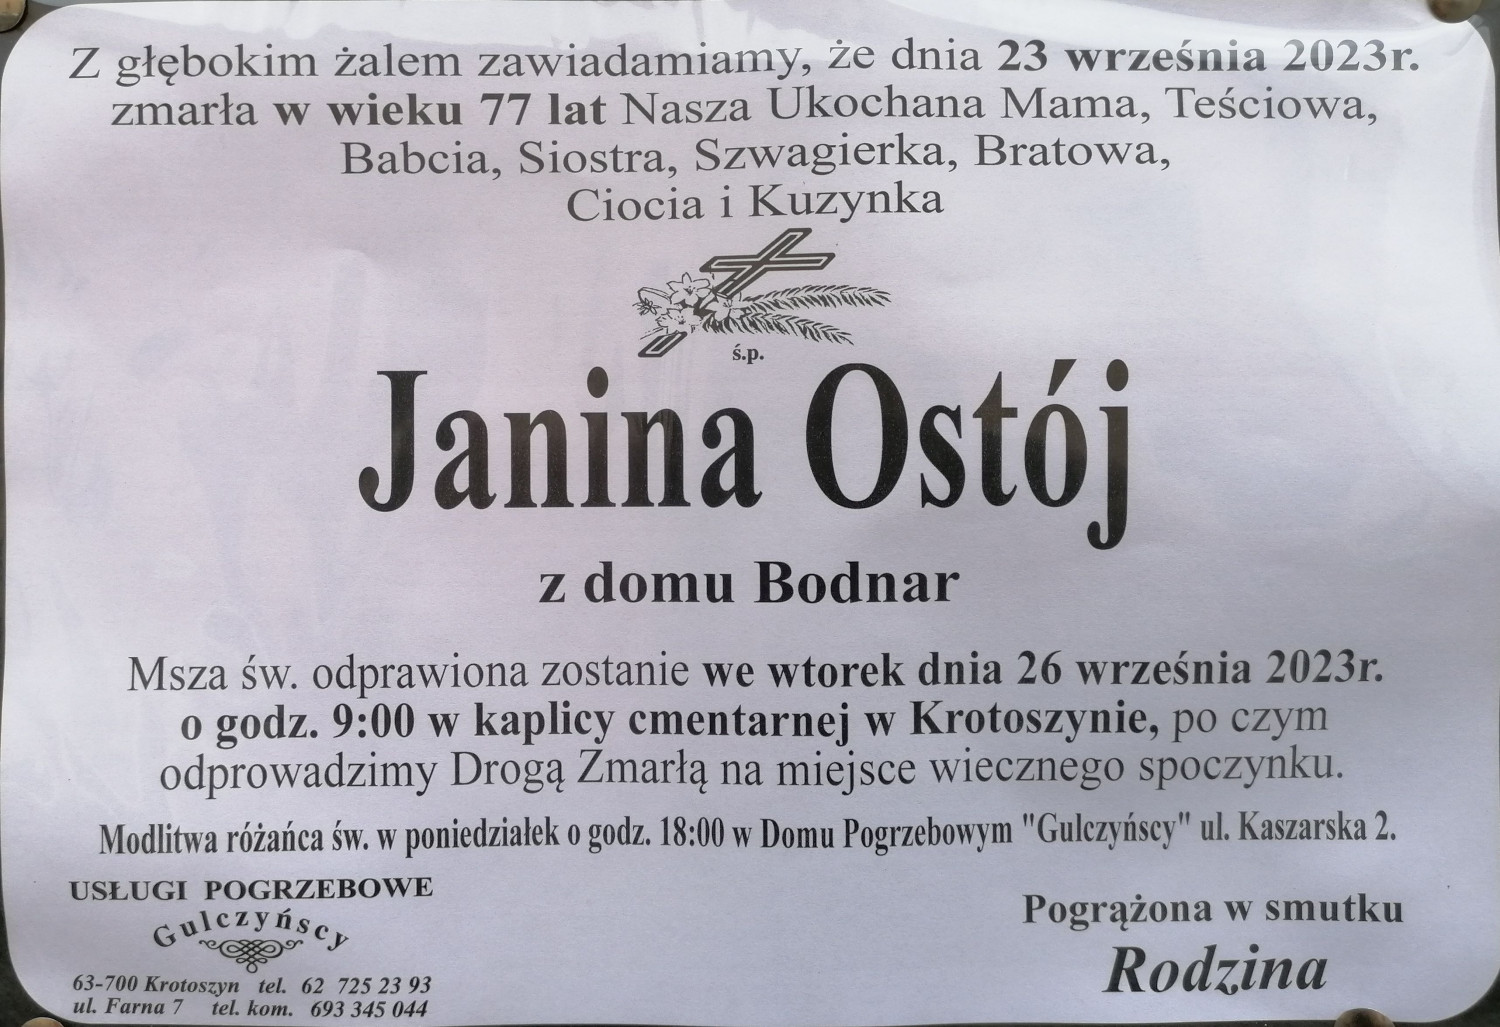 Z głębokim żalem zawiadamiamy, że dnia 23 września 2023r.
zmarła w wieku 77 lat Nasza Ukochana Mama, Teściowa,
Babcia, Siostra, Szwagierka, Bratowa,
Ciocia i Kuzynka
ś.p.
Janina Ostój
z domu Bodnar
Msza św. odprawiona zostanie we wtorek dnia 26 września 2023r.
o godz. 9:00 w kaplicy cmentarnej w Krotoszynie, po czym
odprowadzimy Drogą Zmarłą na miejsce wiecznego spoczynku.
Modlitwa różańca św. w poniedziałek o godz. 18:00 w Domu Pogrzebowym "Gulczyńscy" ul. Kaszarska 2.
USŁUGI POGRZEBOWE
Gulczyńscy
63-700 Krotoszyn tel. 62 725 23 93
ul. Farna 7 tel. kom. 693 345 044
Pogrążona w smutku
Rodzina